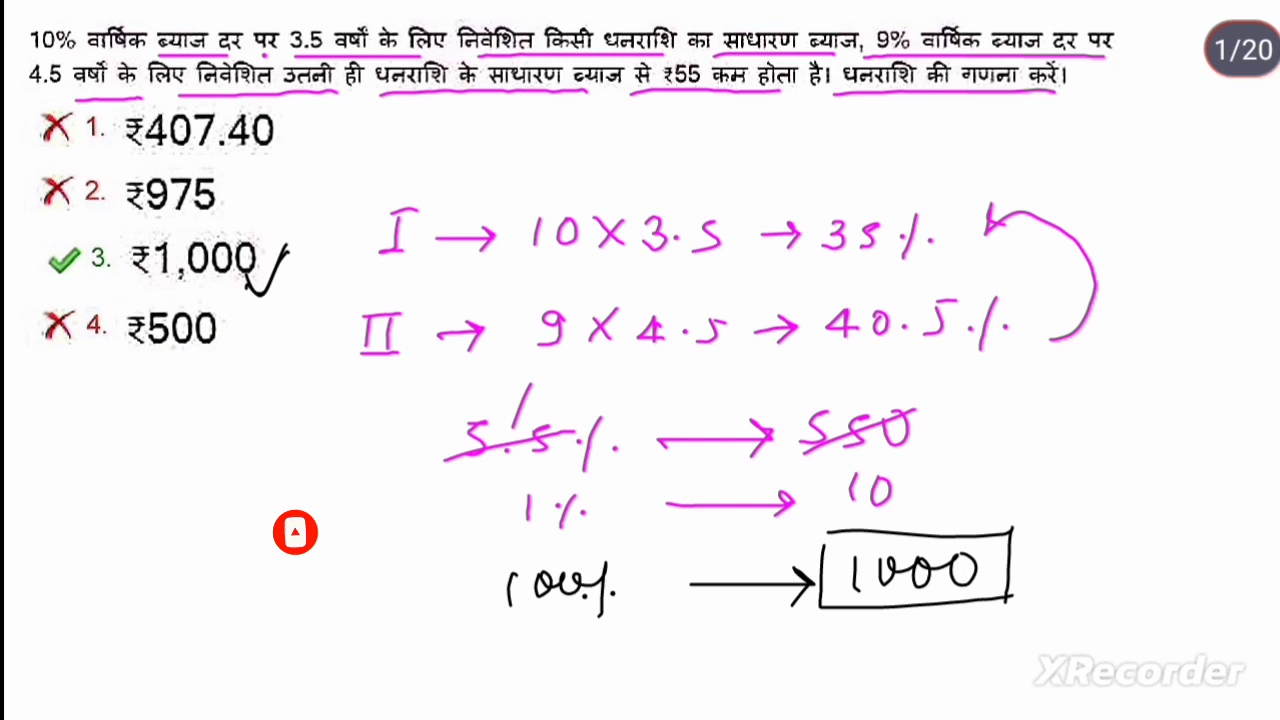 10% वार्षिक ब्याज दर पर 3.5 वर्षों के लिए निवेशित किसी धनराशि का साधारण ब्याज, 9% वार्षिक ब्याज दर पर
4.5 वर्षों के लिए निवेशित उतनी ही धनराशि के साधारण ब्याज से ₹55 कम होता है। धनराशि की गणना करें।
1/20
1. ₹407.40
2. ₹975
3. ₹1,000
4. ₹500
I → 10 × 3.5 → 35%
II → 9 × 4.5 → 40.5%
5.5% → 550
1% → 10
100% → 1000
XRecorder